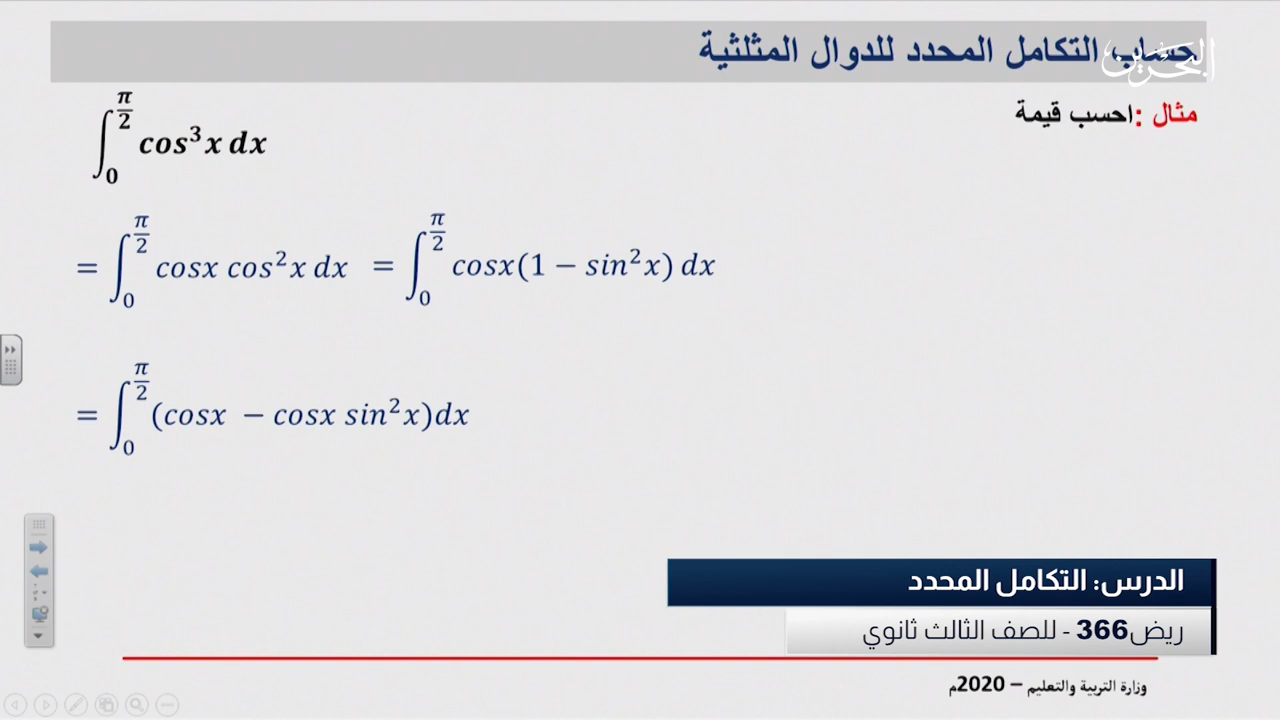 حساب التكامل المحدد للدوال المثلثية
البحرين
مثال :احسب قيمة
∫₀^(π/2) cos³x dx
= ∫₀^(π/2) cosx cos²x dx = ∫₀^(π/2) cosx(1 − sin²x) dx
= ∫₀^(π/2) (cosx − cosx sin²x)dx
الدرس: التكامل المحدد
ريض366 - للصف الثالث ثانوي
وزارة التربية والتعليم – 2020م